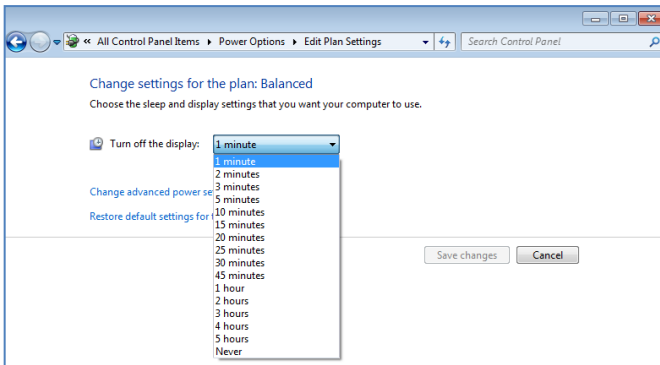 « All Control Panel Items ▸ Power Options ▸ Edit Plan Settings
Search Control Panel
Change settings for the plan: Balanced
Choose the sleep and display settings that you want your computer to use.
Turn off the display: 1 minute
1 minute
2 minutes
3 minutes
Change advanced power se
5 minutes
10 minutes
Restore default settings for
15 minutes
20 minutes
25 minutes
30 minutes
45 minutes
1 hour
2 hours
3 hours
4 hours
5 hours
Never
Save changes
Cancel